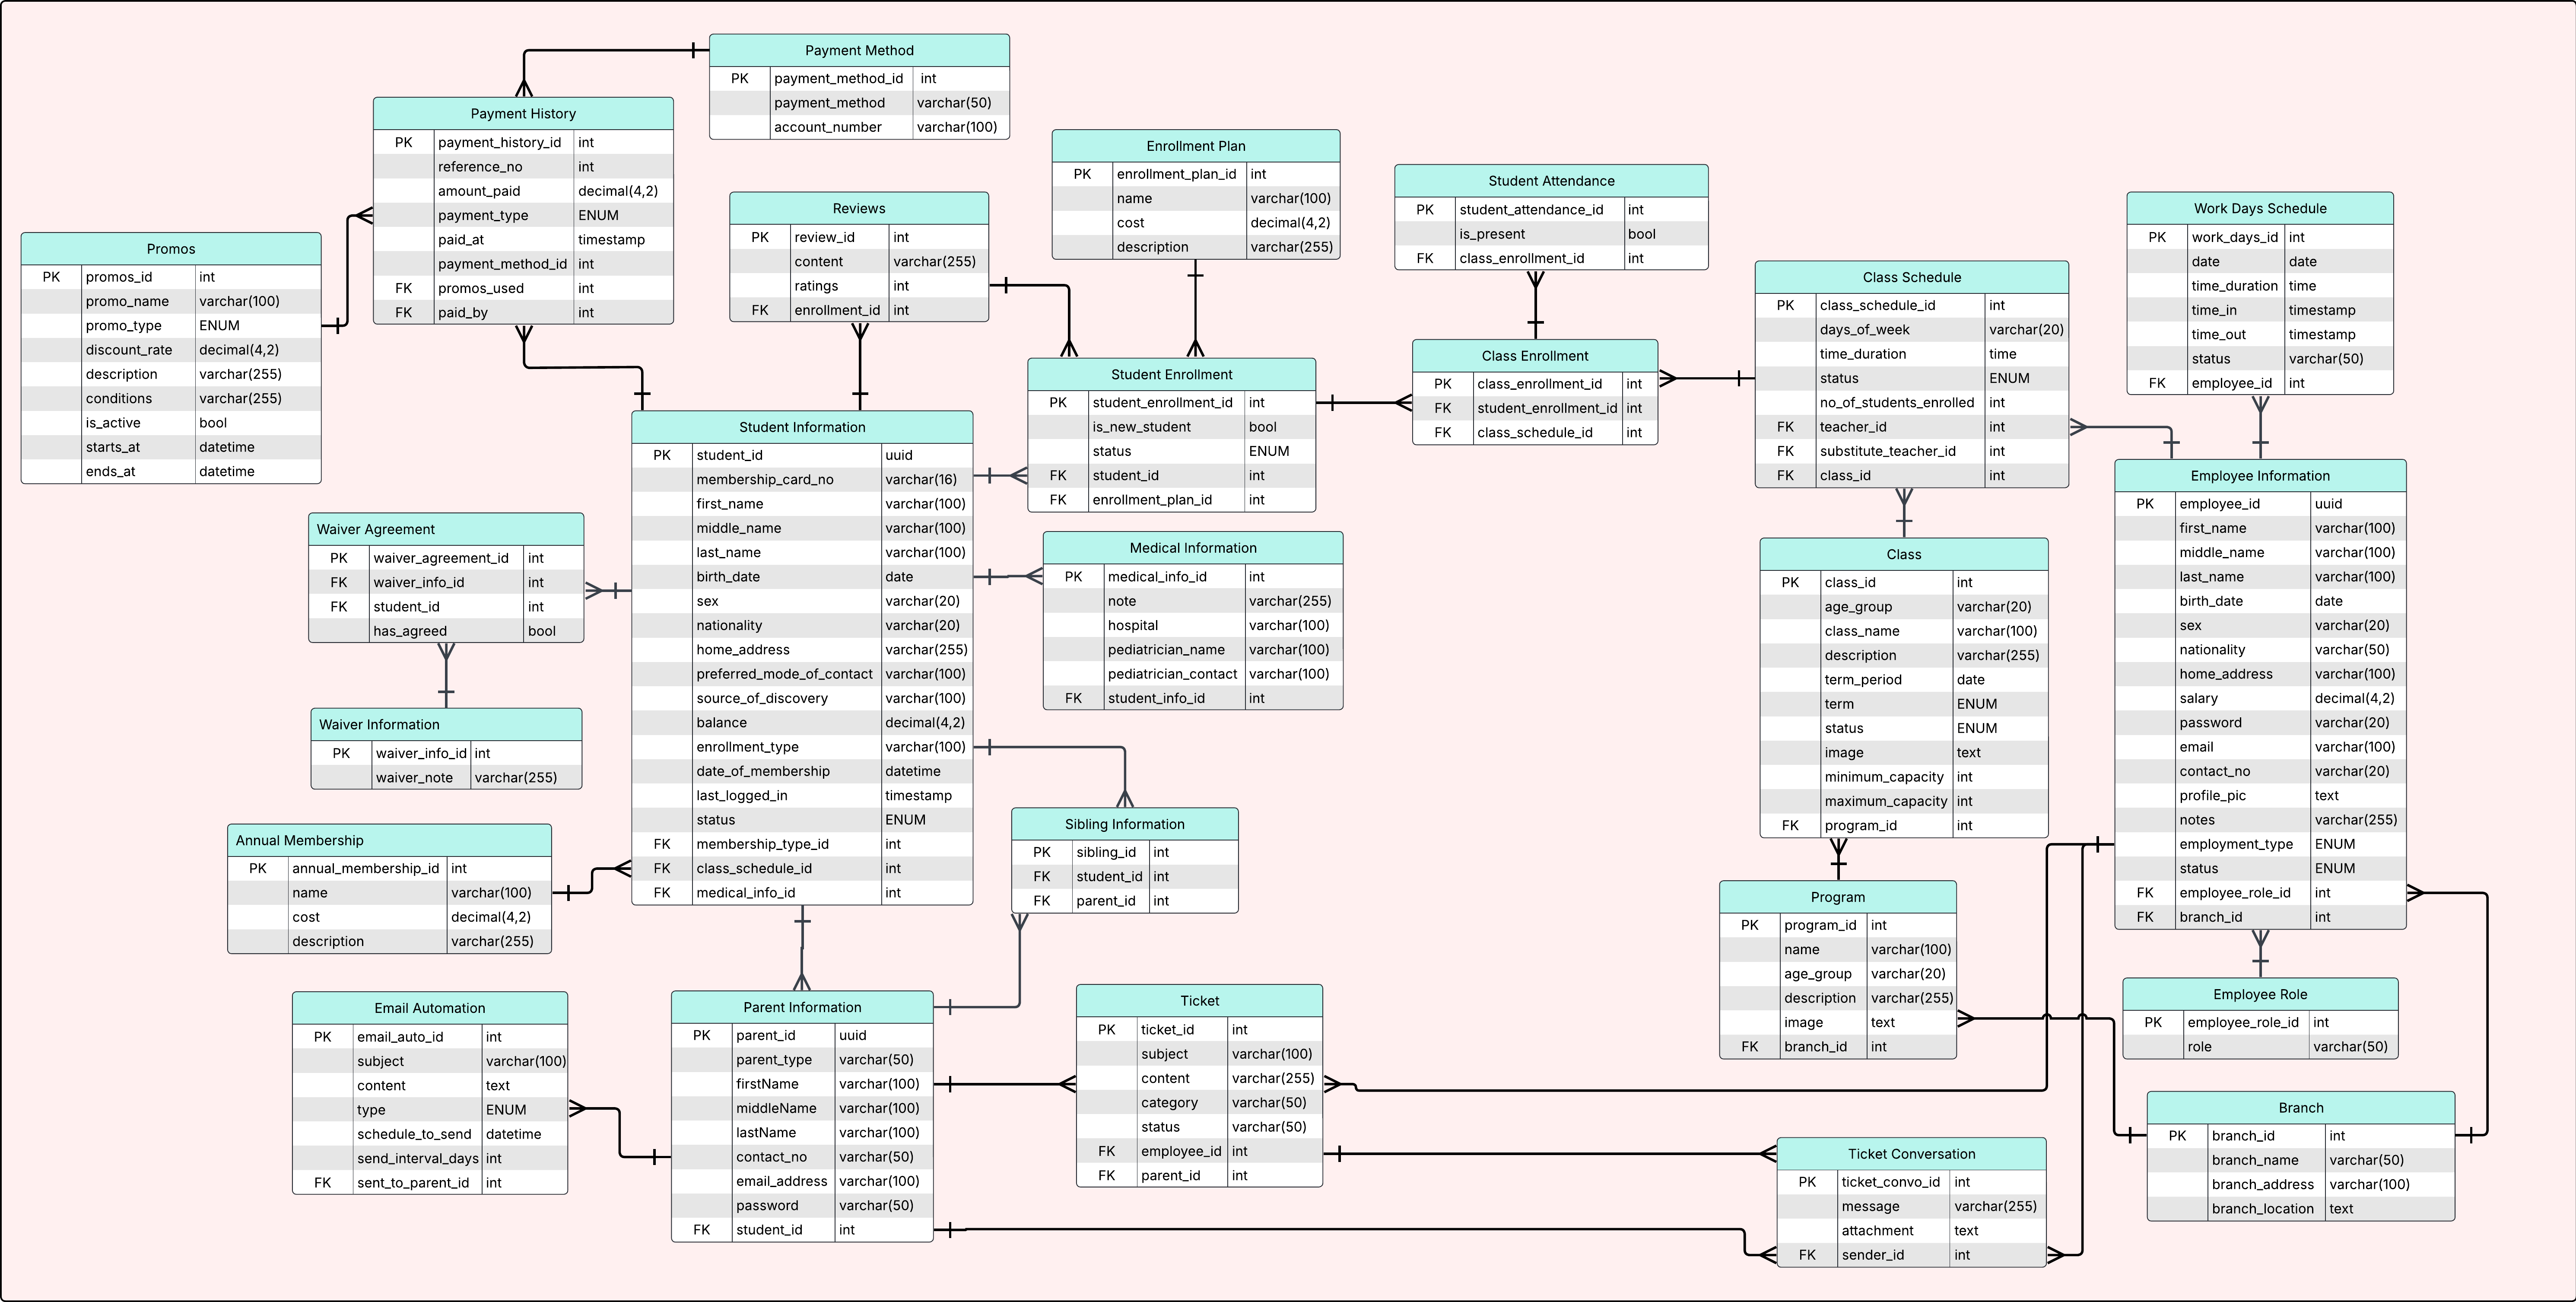 Payment Method
PK payment_method_id int
payment_method varchar(50)
account_number varchar(100)
Payment History
PK payment_history_id int
reference_no int
amount_paid decimal(4,2)
payment_type ENUM
paid_at timestamp
payment_method_id int
FK promos_used int
FK paid_by int
Promos
PK promos_id int
promo_name varchar(100)
promo_type ENUM
discount_rate decimal(4,2)
description varchar(255)
conditions varchar(255)
is_active bool
starts_at datetime
ends_at datetime
Reviews
PK review_id int
content varchar(255)
ratings int
FK enrollment_id int
Enrollment Plan
PK enrollment_plan_id int
name varchar(100)
cost decimal(4,2)
description varchar(255)
Student Attendance
PK student_attendance_id int
is_present bool
FK class_enrollment_id int
Work Days Schedule
PK work_days_id int
date date
time_duration time
time_in timestamp
time_out timestamp
status varchar(50)
FK employee_id int
Class Schedule
PK class_schedule_id int
days_of_week varchar(20)
time_duration time
status ENUM
no_of_students_enrolled int
FK teacher_id int
FK substitute_teacher_id int
FK class_id int
Class Enrollment
PK class_enrollment_id int
FK student_enrollment_id int
FK class_schedule_id int
Student Enrollment
PK student_enrollment_id int
is_new_student bool
status ENUM
FK student_id int
FK enrollment_plan_id int
Student Information
PK student_id uuid
membership_card_no varchar(16)
first_name varchar(100)
middle_name varchar(100)
last_name varchar(100)
birth_date date
sex varchar(20)
nationality varchar(20)
home_address varchar(255)
preferred_mode_of_contact varchar(100)
source_of_discovery varchar(100)
balance decimal(4,2)
enrollment_type varchar(100)
date_of_membership datetime
last_logged_in timestamp
status ENUM
FK membership_type_id int
FK class_schedule_id int
FK medical_info_id int
Employee Information
PK employee_id uuid
first_name varchar(100)
middle_name varchar(100)
last_name varchar(100)
birth_date date
sex varchar(20)
nationality varchar(50)
home_address varchar(100)
salary decimal(4,2)
password varchar(20)
email varchar(100)
contact_no varchar(20)
profile_pic text
notes varchar(255)
employment_type ENUM
status ENUM
FK employee_role_id int
FK branch_id int
Waiver Agreement
PK waiver_agreement_id int
FK waiver_info_id int
FK student_id int
has_agreed bool
Medical Information
PK medical_info_id int
note varchar(255)
hospital varchar(100)
pediatrician_name varchar(100)
pediatrician_contact varchar(100)
FK student_info_id int
Class
PK class_id int
age_group varchar(20)
class_name varchar(100)
description varchar(255)
term_period date
term ENUM
status ENUM
image text
minimum_capacity int
maximum_capacity int
FK program_id int
Waiver Information
PK waiver_info_id int
waiver_note varchar(255)
Annual Membership
PK annual_membership_id int
name varchar(100)
cost decimal(4,2)
description varchar(255)
Sibling Information
PK sibling_id int
FK student_id int
FK parent_id int
Program
PK program_id int
name varchar(100)
age_group varchar(20)
description varchar(255)
image text
FK branch_id int
Employee Role
PK employee_role_id int
role varchar(50)
Email Automation
PK email_auto_id int
subject varchar(100)
content text
type ENUM
schedule_to_send datetime
send_interval_days int
FK sent_to_parent_id int
Parent Information
PK parent_id uuid
parent_type varchar(50)
firstName varchar(100)
middleName varchar(100)
lastName varchar(100)
contact_no varchar(50)
email_address varchar(100)
password varchar(50)
FK student_id int
Ticket
PK ticket_id int
subject varchar(100)
content varchar(255)
category varchar(50)
status varchar(50)
FK employee_id int
FK parent_id int
Branch
PK branch_id int
branch_name varchar(50)
branch_address varchar(100)
branch_location text
Ticket Conversation
PK ticket_convo_id int
message varchar(255)
attachment text
FK sender_id int